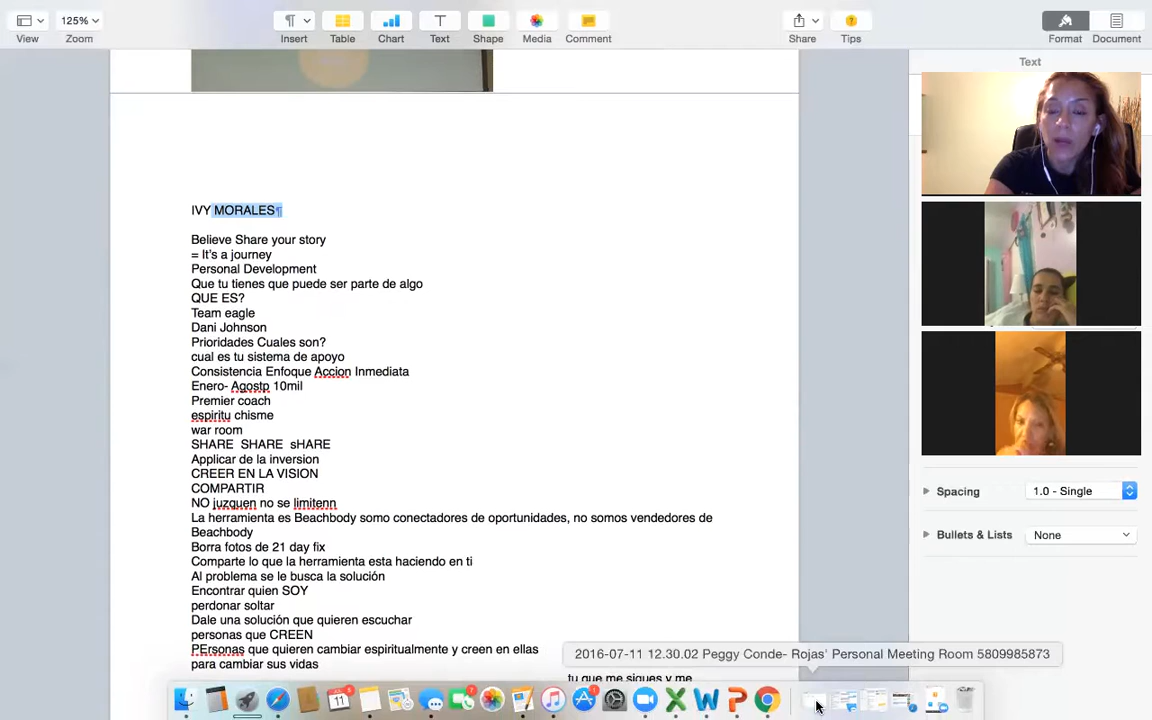 125%
View
Zoom
Insert
Table
Chart
Text
Shape
Media
Comment
Share
Tips
Format
Document
Text
IVY MORALES¶
Believe Share your story
= It's a journey
Personal Development
Que tu tienes que puede ser parte de algo
QUE ES?
Team eagle
Dani Johnson
Prioridades Cuales son?
cual es tu sistema de apoyo
Consistencia Enfoque Accion Inmediata
Enero- Agostp 10mil
Premier coach
espiritu chisme
war room
SHARE SHARE sHARE
Applicar de la inversion
CREER EN LA VISION
COMPARTIR
NO juzquen no se limitenn
La herramienta es Beachbody somo conectadores de oportunidades, no somos vendedores de
Beachbody
Borra fotos de 21 day fix
Comparte lo que la herramienta esta haciendo en ti
Al problema se le busca la solución
Encontrar quien SOY
perdonar soltar
Dale una solución que quieren escuchar
personas que CREEN
PErsonas que quieren cambiar espiritualmente y creen en ellas
para cambiar sus vidas
tu que me sigues y me
Spacing
1.0 - Single
Bullets & Lists
None
2016-07-11 12.30.02 Peggy Conde- Rojas' Personal Meeting Room 5809985873